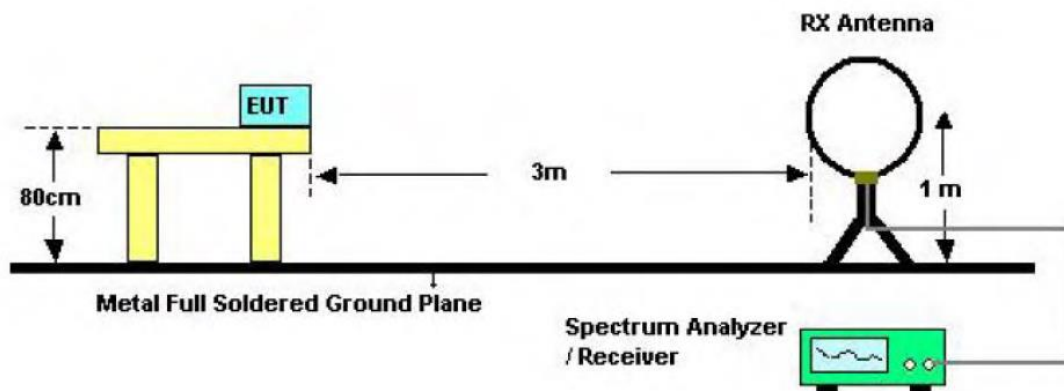 RX Antenna
EUT
80cm
3m
1 m
Metal Full Soldered Ground Plane
Spectrum Analyzer
/ Receiver